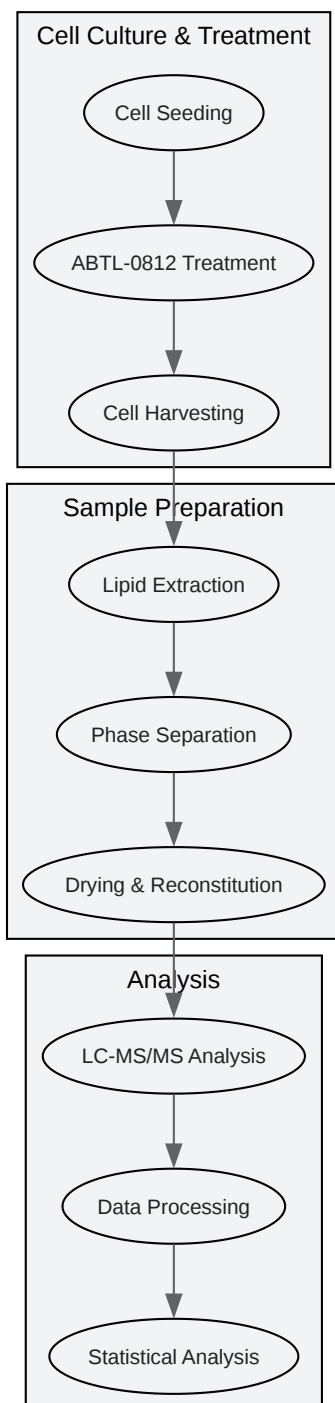 Cell Culture & Treatment
Cell Seeding
ABTL-0812 Treatment
Cell Harvesting
Sample Preparation
Lipid Extraction
Phase Separation
Drying & Reconstitution
Analysis
LC-MS/MS Analysis
Data Processing
Statistical Analysis